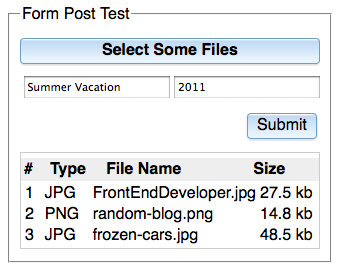 Form Post Test
Select Some Files
Summer Vacation 2011
Submit
# Type File Name Size
1 JPG FrontEndDeveloper.jpg 27.5 kb
2 PNG random-blog.png 14.8 kb
3 JPG frozen-cars.jpg 48.5 kb